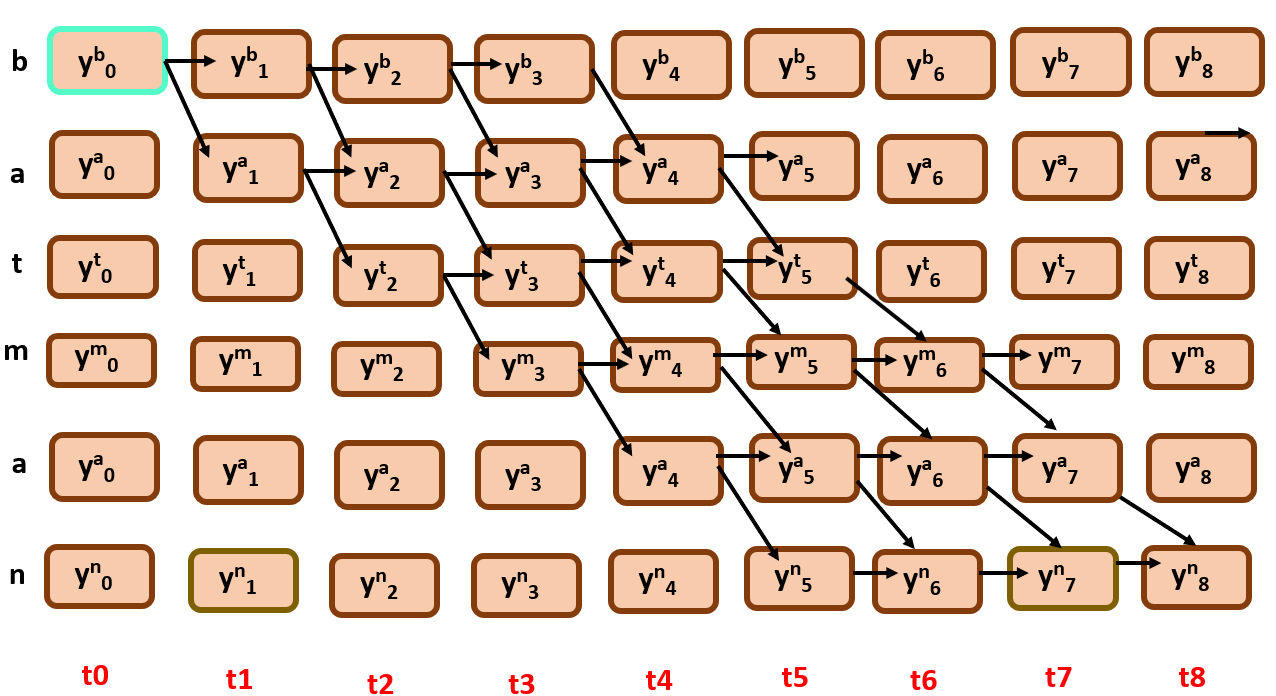 b y^b_0 y^b_1 y^b_2 y^b_3 y^b_4 y^b_5 y^b_6 y^b_7 y^b_8
a y^a_0 y^a_1 y^a_2 y^a_3 y^a_4 y^a_5 y^a_6 y^a_7 y^a_8
t y^t_0 y^t_1 y^t_2 y^t_3 y^t_4 y^t_5 y^t_6 y^t_7 y^t_8
m y^m_0 y^m_1 y^m_2 y^m_3 y^m_4 y^m_5 y^m_6 y^m_7 y^m_8
a y^a_0 y^a_1 y^a_2 y^a_3 y^a_4 y^a_5 y^a_6 y^a_7 y^a_8
n y^n_0 y^n_1 y^n_2 y^n_3 y^n_4 y^n_5 y^n_6 y^n_7 y^n_8
t0 t1 t2 t3 t4 t5 t6 t7 t8